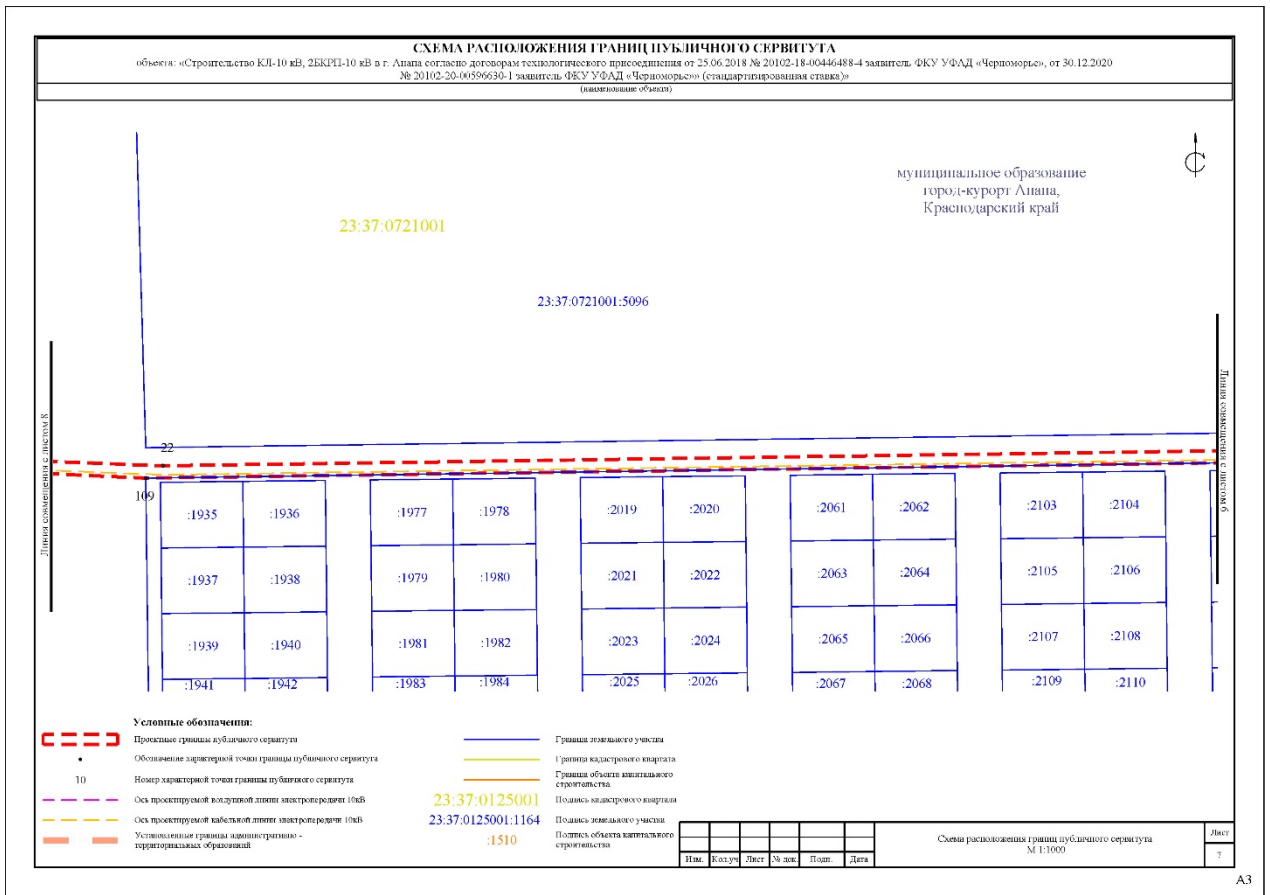 СХЕМА РАСПОЛОЖЕНИЯ ГРАНИЦ ПУБЛИЧНОГО СЕРВИТУТА
объекта: «Строительство КЛ-10 кВ, 2БКРП-10 кВ в г. Анапа согласно договорам технологического присоединения от 25.06.2018 № 20102-18-00446488-4 заявитель ФКУ УФАД «Черноморье», от 30.12.2020
№ 20102-20-00596630-1 заявитель ФКУ УФАД «Черноморье»» (стандартизированная ставка)»
(наименование объекта)
С
муниципальное образование
город-курорт Анапа,
Краснодарский край
23:37:0721001
23:37:0721001:5096
Линия совмещения с листом 8
Линия совмещения с листом 6
22
109
:1935 :1936 :1977 :1978 :2019 :2020 :2061 :2062 :2103 :2104
:1937 :1938 :1979 :1980 :2021 :2022 :2063 :2064 :2105 :2106
:1939 :1940 :1981 :1982 :2023 :2024 :2065 :2066 :2107 :2108
:1941 :1942 :1983 :1984 :2025 :2026 :2067 :2068 :2109 :2110
Условные обозначения:
Проектные границы публичного сервитута
Обозначение характерной точки границы публичного сервитута
10 Номер характерной точки границы публичного сервитута
Ось проектируемой воздушной линии электропередачи 10кВ
Ось проектируемой кабельной линии электропередачи 10кВ
Установленные границы административно -
территориальных образований
Граница земельного участка
Граница кадастрового квартала
Граница объекта капитального
строительства
23:37:0125001 Подпись кадастрового квартала
23:37:0125001:1164 Подпись земельного участка
:1510 Подпись объекта капитального
строительства
Изм. Кол.уч Лист № док. Подп. Дата
Схема расположения границ публичного сервитута
М 1:1000
Лист
7
А3